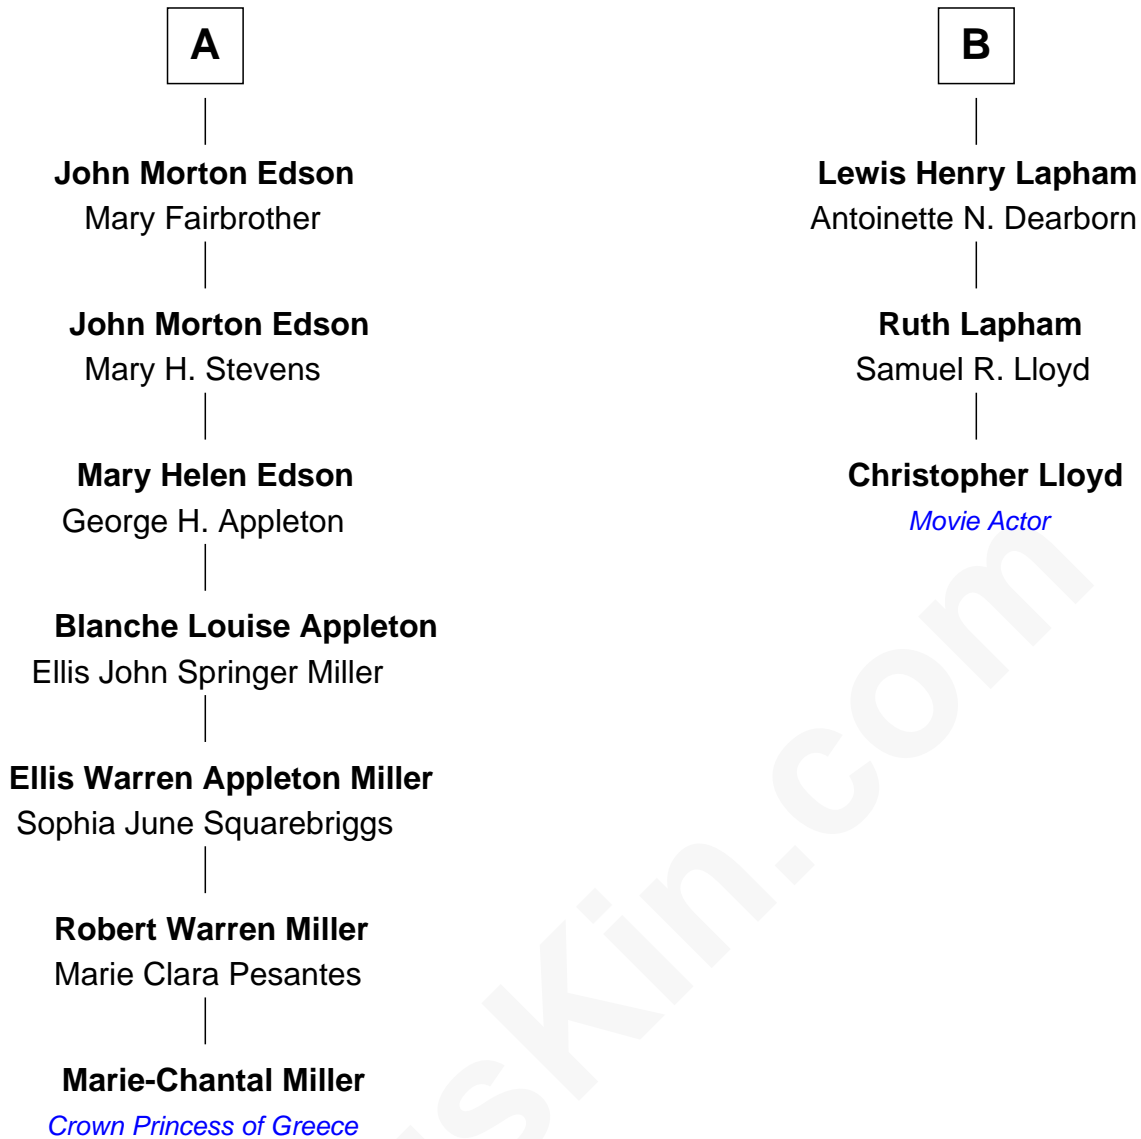 A
John Morton Edson
Mary Fairbrother
John Morton Edson
Mary H. Stevens
Mary Helen Edson
George H. Appleton
Blanche Louise Appleton
Ellis John Springer Miller
Ellis Warren Appleton Miller
Sophia June Squarebriggs
Robert Warren Miller
Marie Clara Pesantes
Marie-Chantal Miller
Crown Princess of Greece
B
Lewis Henry Lapham
Antoinette N. Dearborn
Ruth Lapham
Samuel R. Lloyd
Christopher Lloyd
Movie Actor
sKin.com